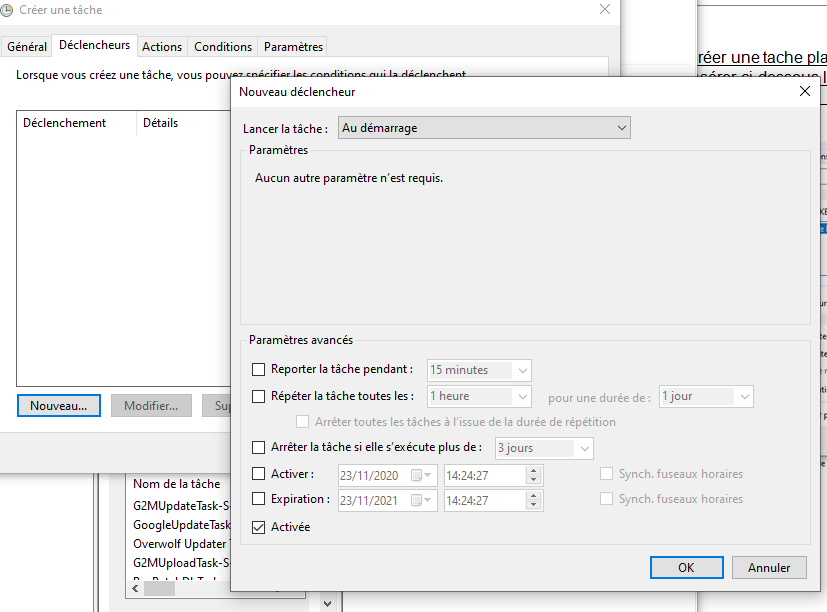 Créer une tâche
Général Déclencheurs Actions Conditions Paramètres
Lorsque vous créez une tâche, vous pouvez spécifier les conditions qui la déclenchent.
Déclenchement Détails
Nouveau... Modifier...
Nom de la tâche
G2MUpdateTask-S-
GoogleUpdateTask
Overwolf Updater T
G2MUploadTask-S-
Nouveau déclencheur
Lancer la tâche : Au démarrage
Paramètres
Aucun autre paramètre n'est requis.
Paramètres avancés
Reporter la tâche pendant : 15 minutes
Répéter la tâche toutes les : 1 heure pour une durée de : 1 jour
Arrêter toutes les tâches à l'issue de la durée de répétition
Arrêter la tâche si elle s'exécute plus de : 3 jours
Activer : 23/11/2020 14:24:27 Synch. fuseaux horaires
Expiration : 23/11/2021 14:24:27 Synch. fuseaux horaires
Activée
OK Annuler
réer une tache pla